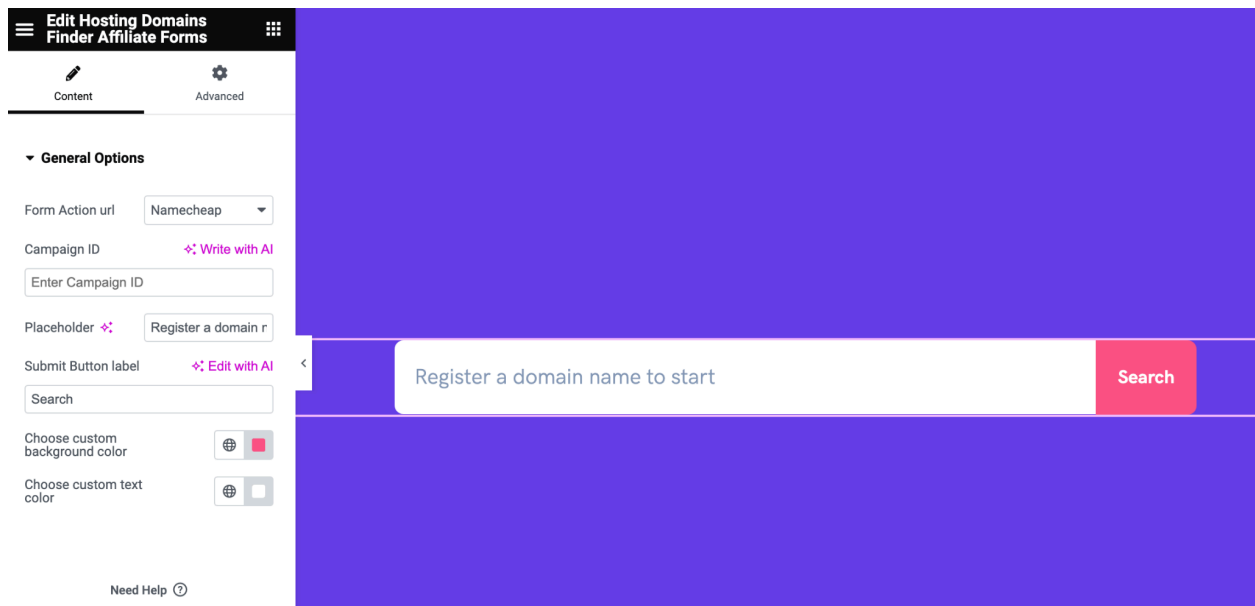 Edit Hosting Domains
Finder Affiliate Forms
Content
Advanced
General Options
Form Action url
Namecheap
Campaign ID
Write with AI
Enter Campaign ID
Placeholder
Register a domain r
Submit Button label
Edit with AI
Search
Choose custom
background color
Choose custom text
color
Need Help
Register a domain name to start
Search